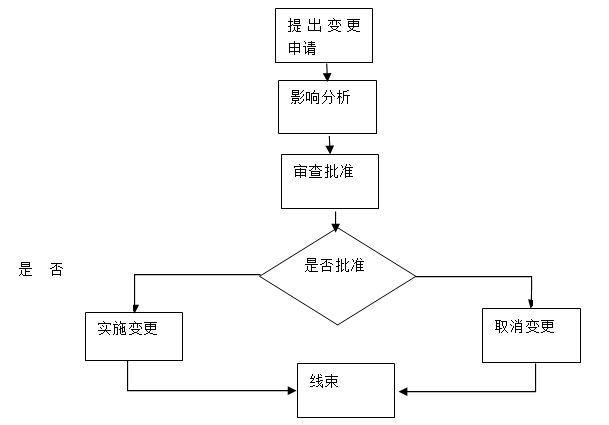 提出变更
申请
影响分析
审查批准
是否批准
是 否
实施变更
取消变更
线束